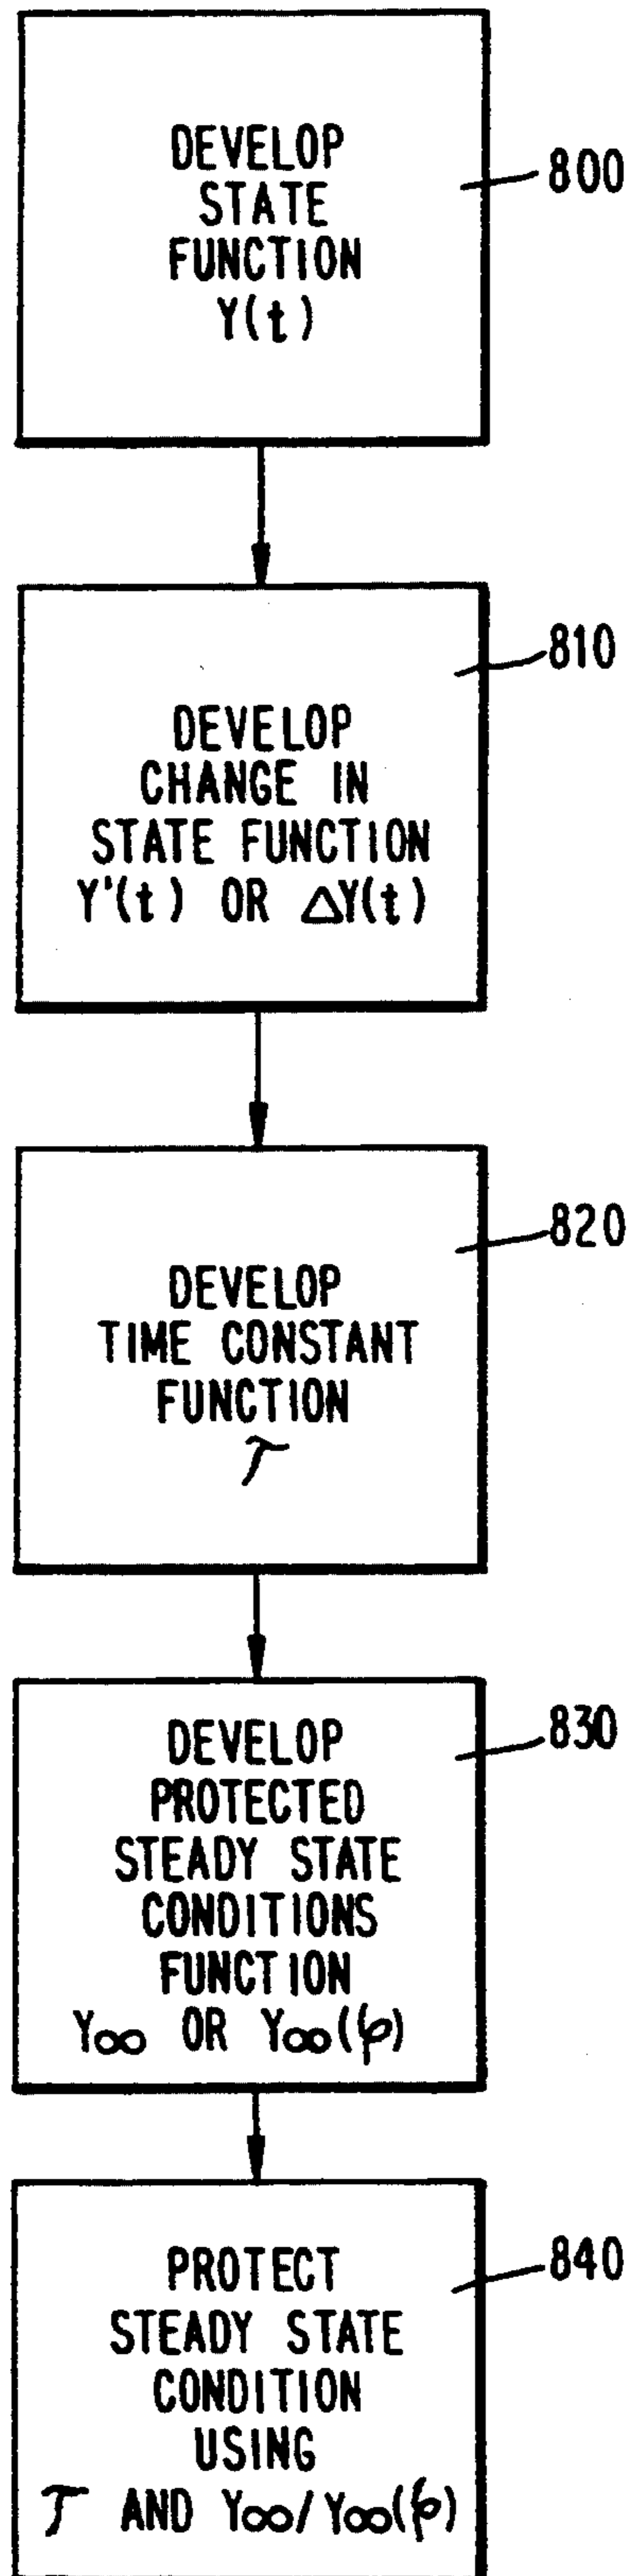 DEVELOP
STATE
FUNCTION
Y(t)
800
DEVELOP
CHANGE IN
STATE FUNCTION
Y'(t) OR ΔY(t)
810
DEVELOP
TIME CONSTANT
FUNCTION
τ
820
DEVELOP
PROTECTED
STEADY STATE
CONDITIONS
FUNCTION
Y∞ OR Y∞(φ)
830
PROTECT
STEADY STATE
CONDITION
USING
τ AND Y∞/Y∞(φ)
840